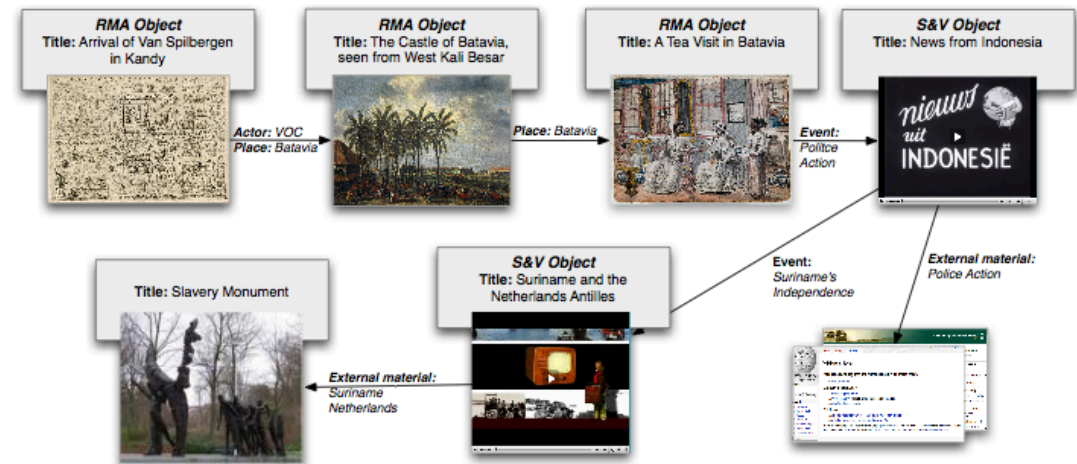 RMA Object
Title: Arrival of Van Spilbergen
in Kandy
RMA Object
Title: The Castle of Batavia,
seen from West Kali Besar
RMA Object
Title: A Tea Visit in Batavia
S&V Object
Title: News from Indonesia
Actor: VOC
Place: Batavia
Place: Batavia
Event:
Politce
Action
nieuws
uit
INDONESIË
Title: Slavery Monument
S&V Object
Title: Suriname and the
Netherlands Antilles
Event:
Suriname's
Independence
External material:
Police Action
External material:
Suriname
Netherlands